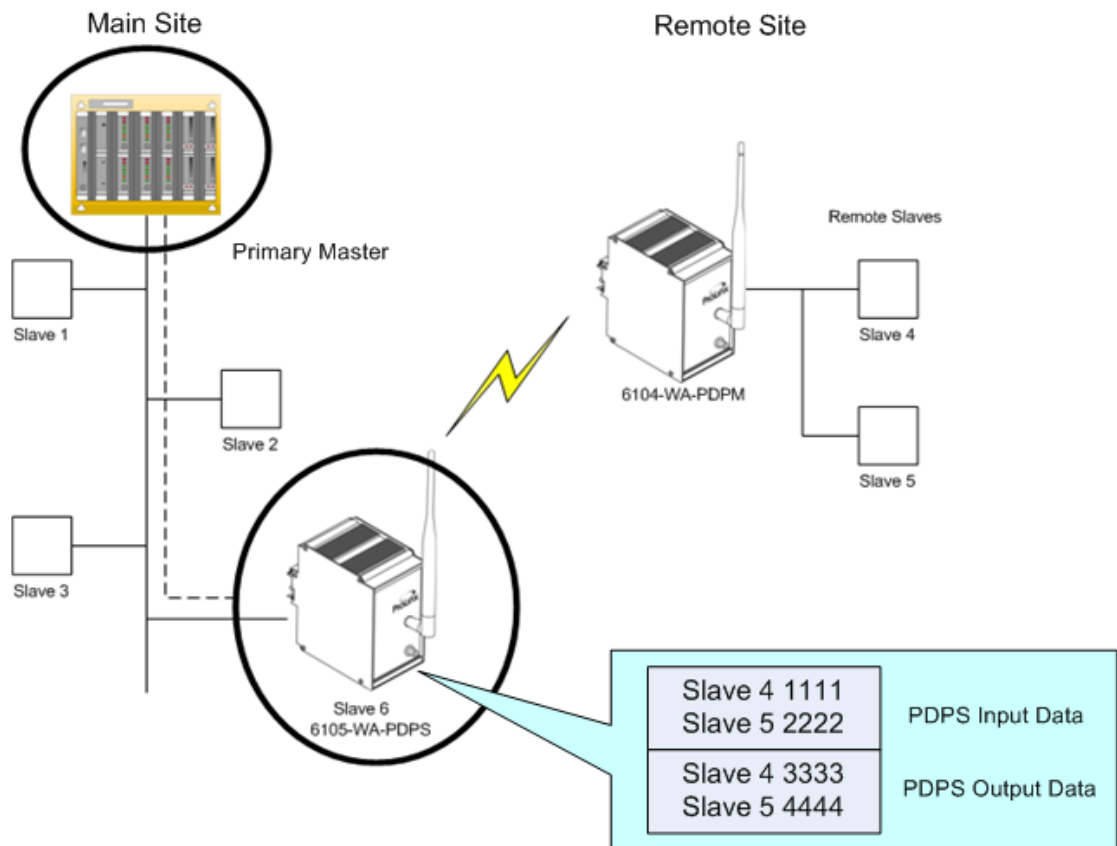 Main Site
Remote Site
Primary Master
Slave 1
Slave 2
Slave 3
Slave 6
6105-WA-PDPS
6104-WA-PDPM
Remote Slaves
Slave 4
Slave 5
Slave 4 1111
Slave 5 2222
PDPS Input Data
Slave 4 3333
Slave 5 4444
PDPS Output Data